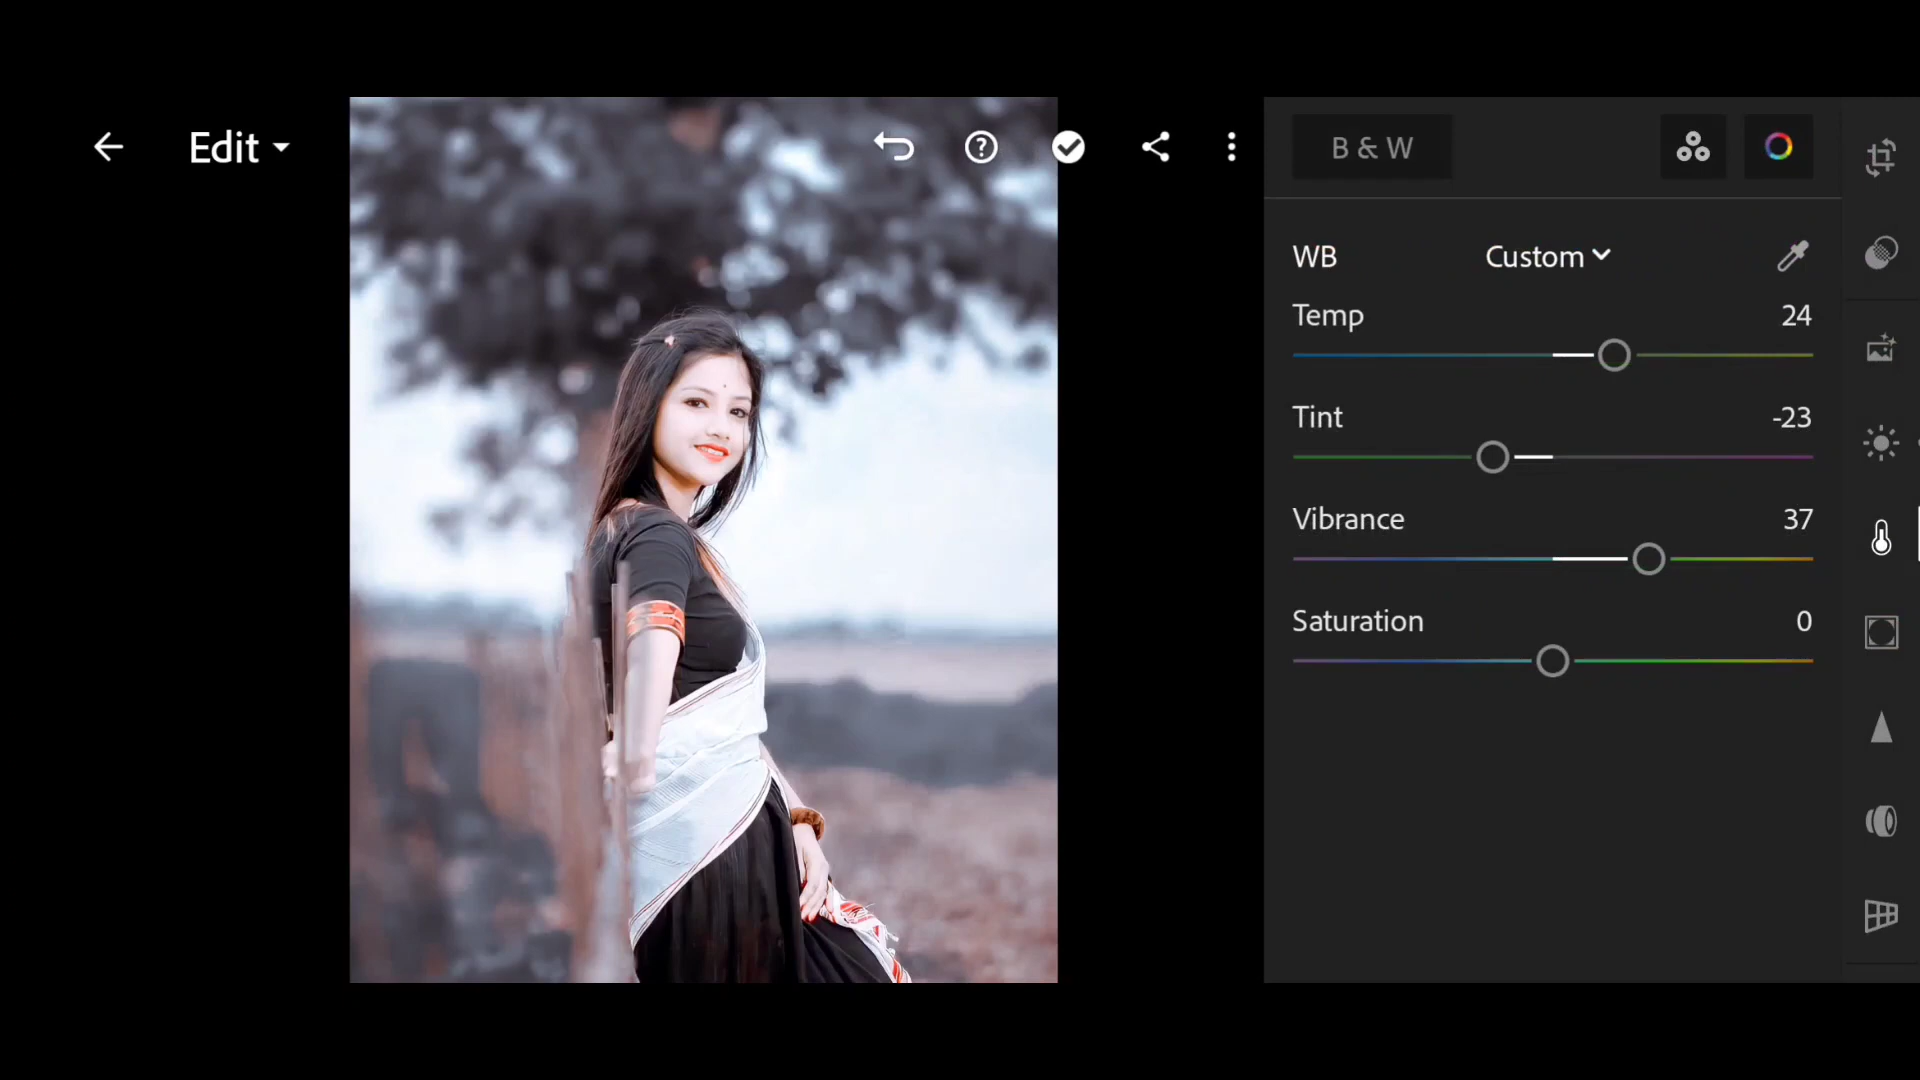 Edit
B & W
WB Custom
Temp 24
Tint -23
Vibrance 37
Saturation 0